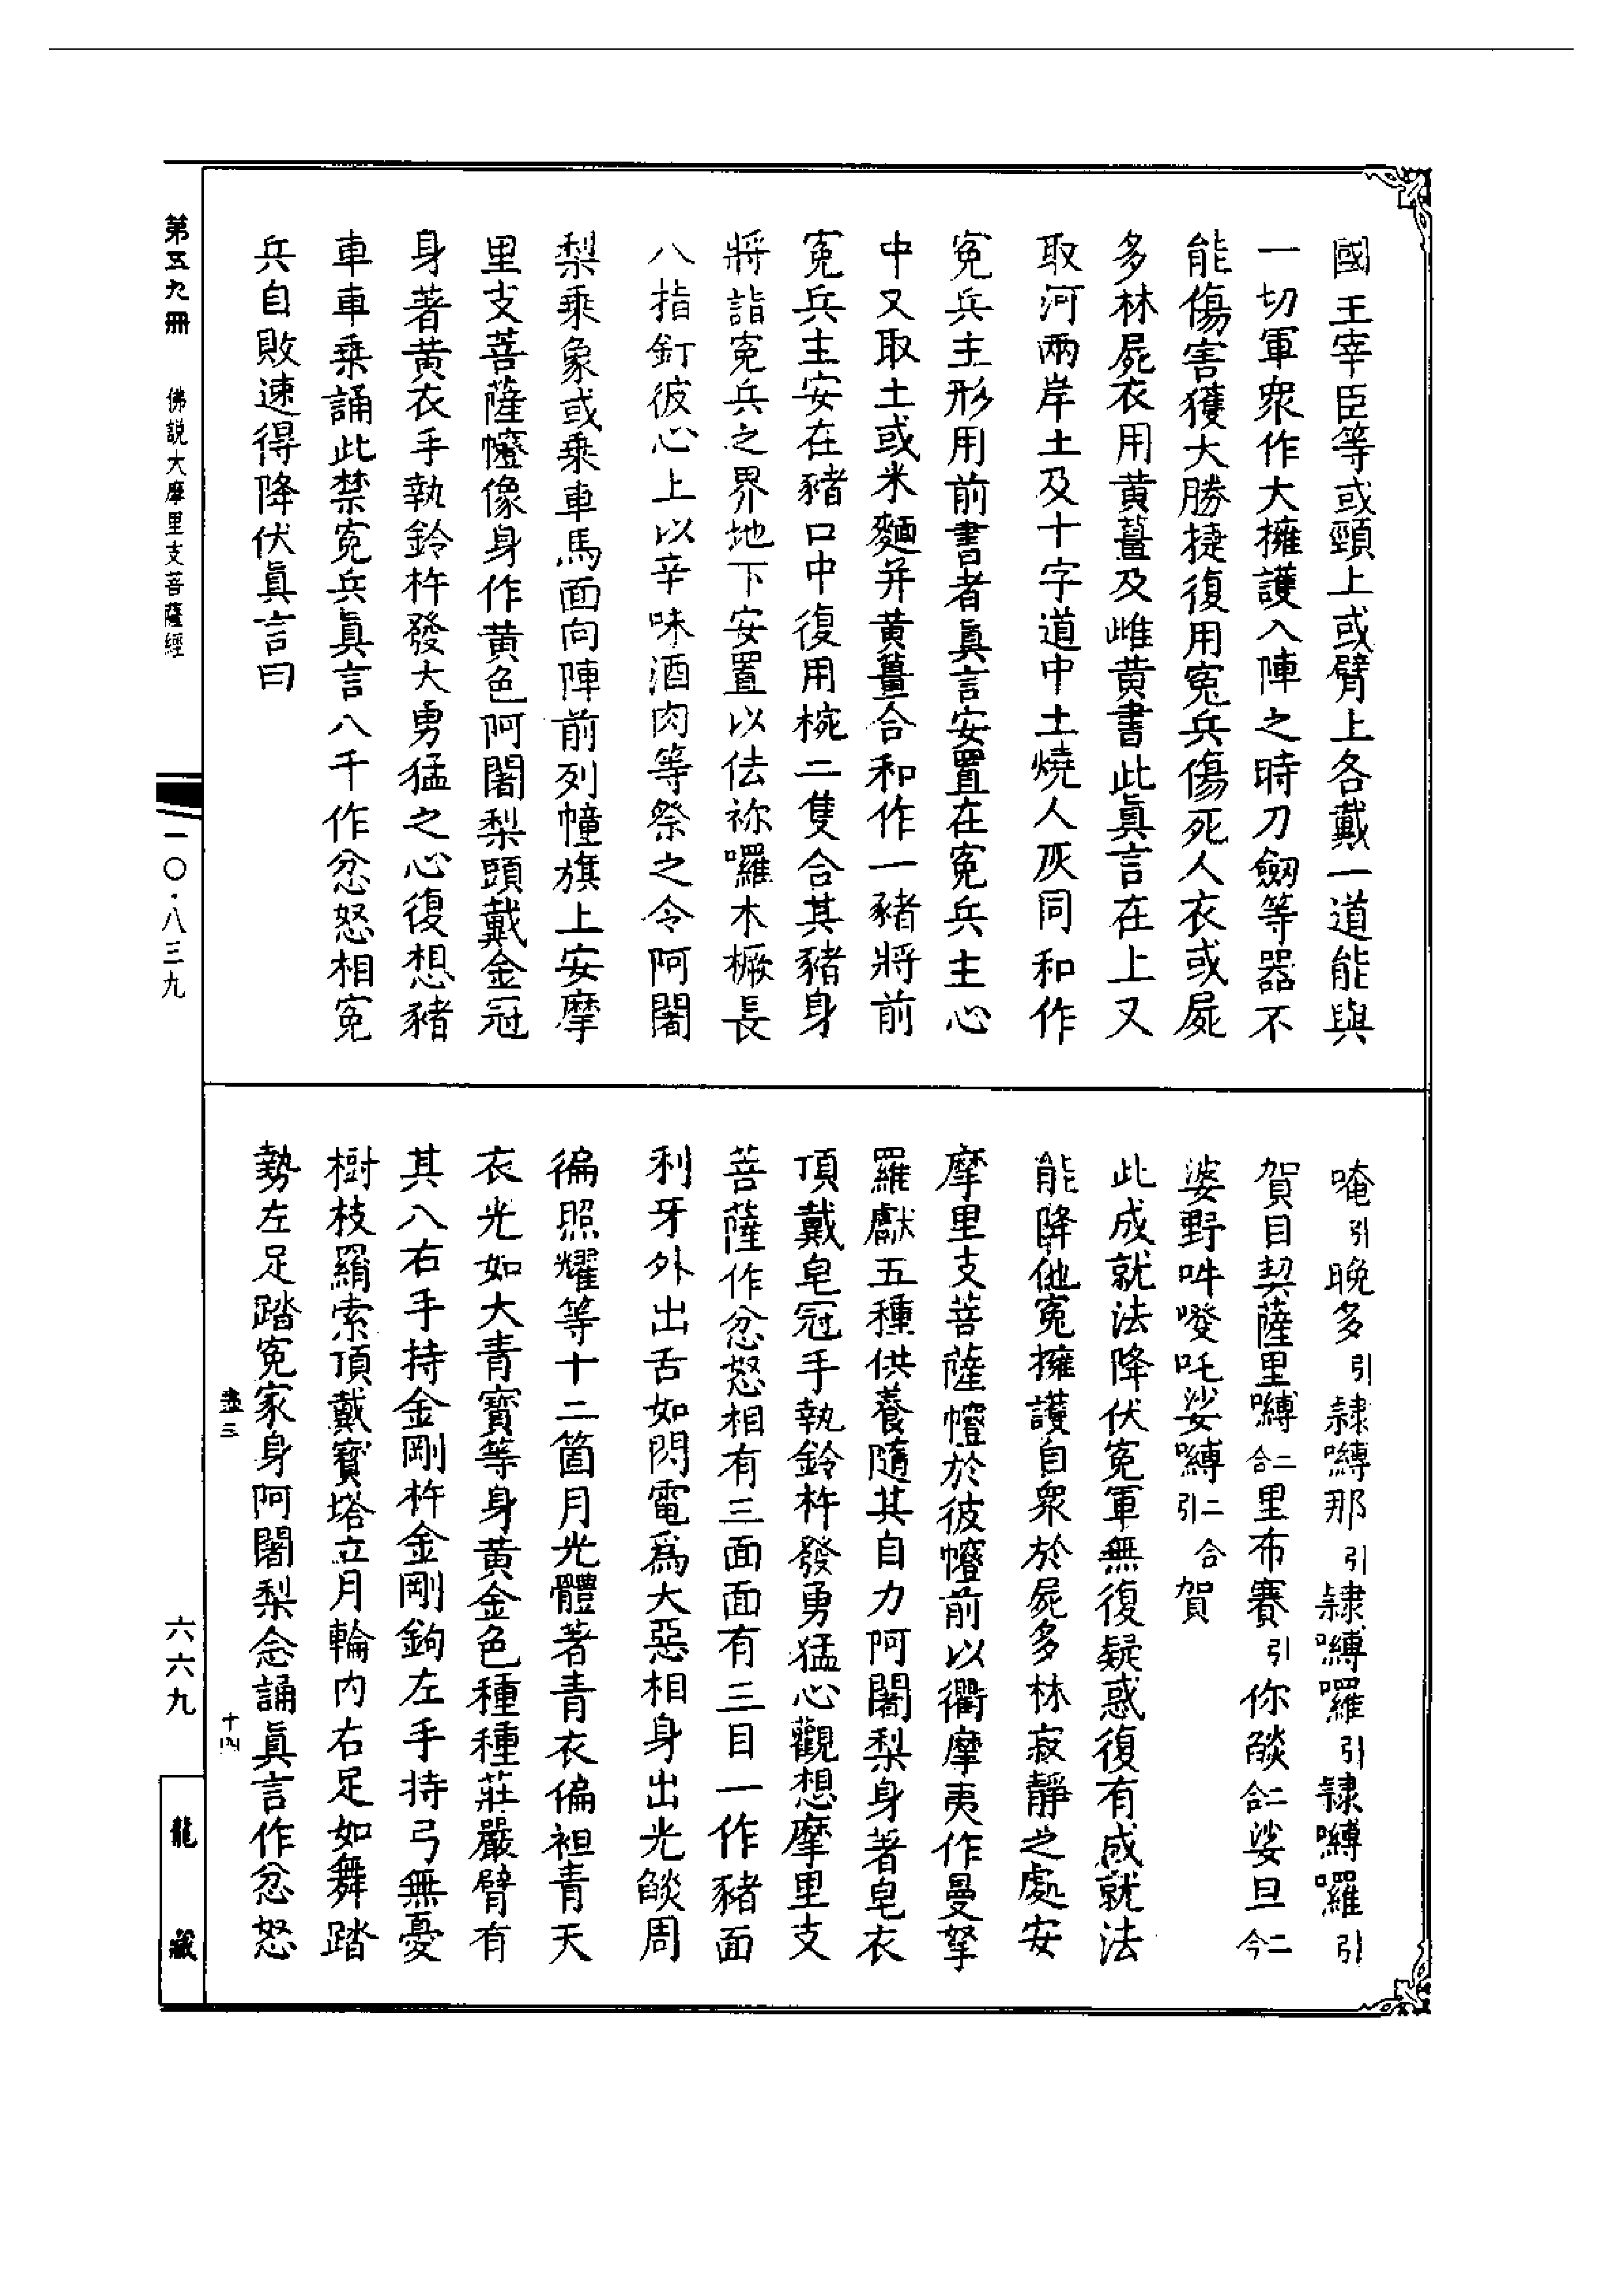 國王宰臣等或頸上或臂上各戴一道能與
一切軍衆作大擁護入陣之時刀劒等器不
能傷害獲大勝捷復用寃兵傷死人衣或屍
多林屍衣用黃薑及雌黃書此眞言在上又
取河兩岸土及十字道中土燒人灰同和作
寃兵主形用前書者眞言安置在寃兵主心
中又取土或米麵并黃薑合和作一豬將前
寃兵主安在豬口中復用椀二隻合其豬身
將詣寃兵之界地下安置以佉祢囉木橛長
八指釘彼心上以辛味酒肉等祭之令阿闍
梨乘象或乘車馬面向陣前列幢旗上安摩
里支菩薩㡧像身作黃色阿闍梨頭戴金冠
身著黃衣手執鈴杵發大勇猛之心復想豬
車車乘誦此禁寃兵眞言八千作忿怒相寃
兵自敗速得降伏眞言曰
唵引晚多引隸嚩那引隸嚩囉引隸嚩囉引
賀目契薩里嚩二合里布賽引你燄二合娑旦二今
婆野吽癹吒娑嚩二合引賀
此成就法降伏寃軍無復疑惑復有成就法
能降他寃擁護自衆於屍多林寂靜之處安
摩里支菩薩㡧於彼㡧前以衢摩夷作曼拏
羅獻五種供養隨其自力阿闍梨身著皂衣
頂戴皂冠手執鈴杵發勇猛心觀想摩里支
菩薩作忿怒相有三面面有三目一作豬面
利牙外出舌如閃電爲大惡相身出光燄周
徧照耀等十二箇月光體著青衣偏袒青天
衣光如大青寶等身黃金色種種莊嚴臂有
其八右手持金剛杵金剛鉤左手持弓無憂
樹枝羂索頂戴寶塔立月輪內右足如舞踏
勢左足踏寃家身阿闍梨念誦眞言作忿怒
三
十四
第五九冊
佛説大摩里支菩薩經
一〇·八三九
六六九
龍藏